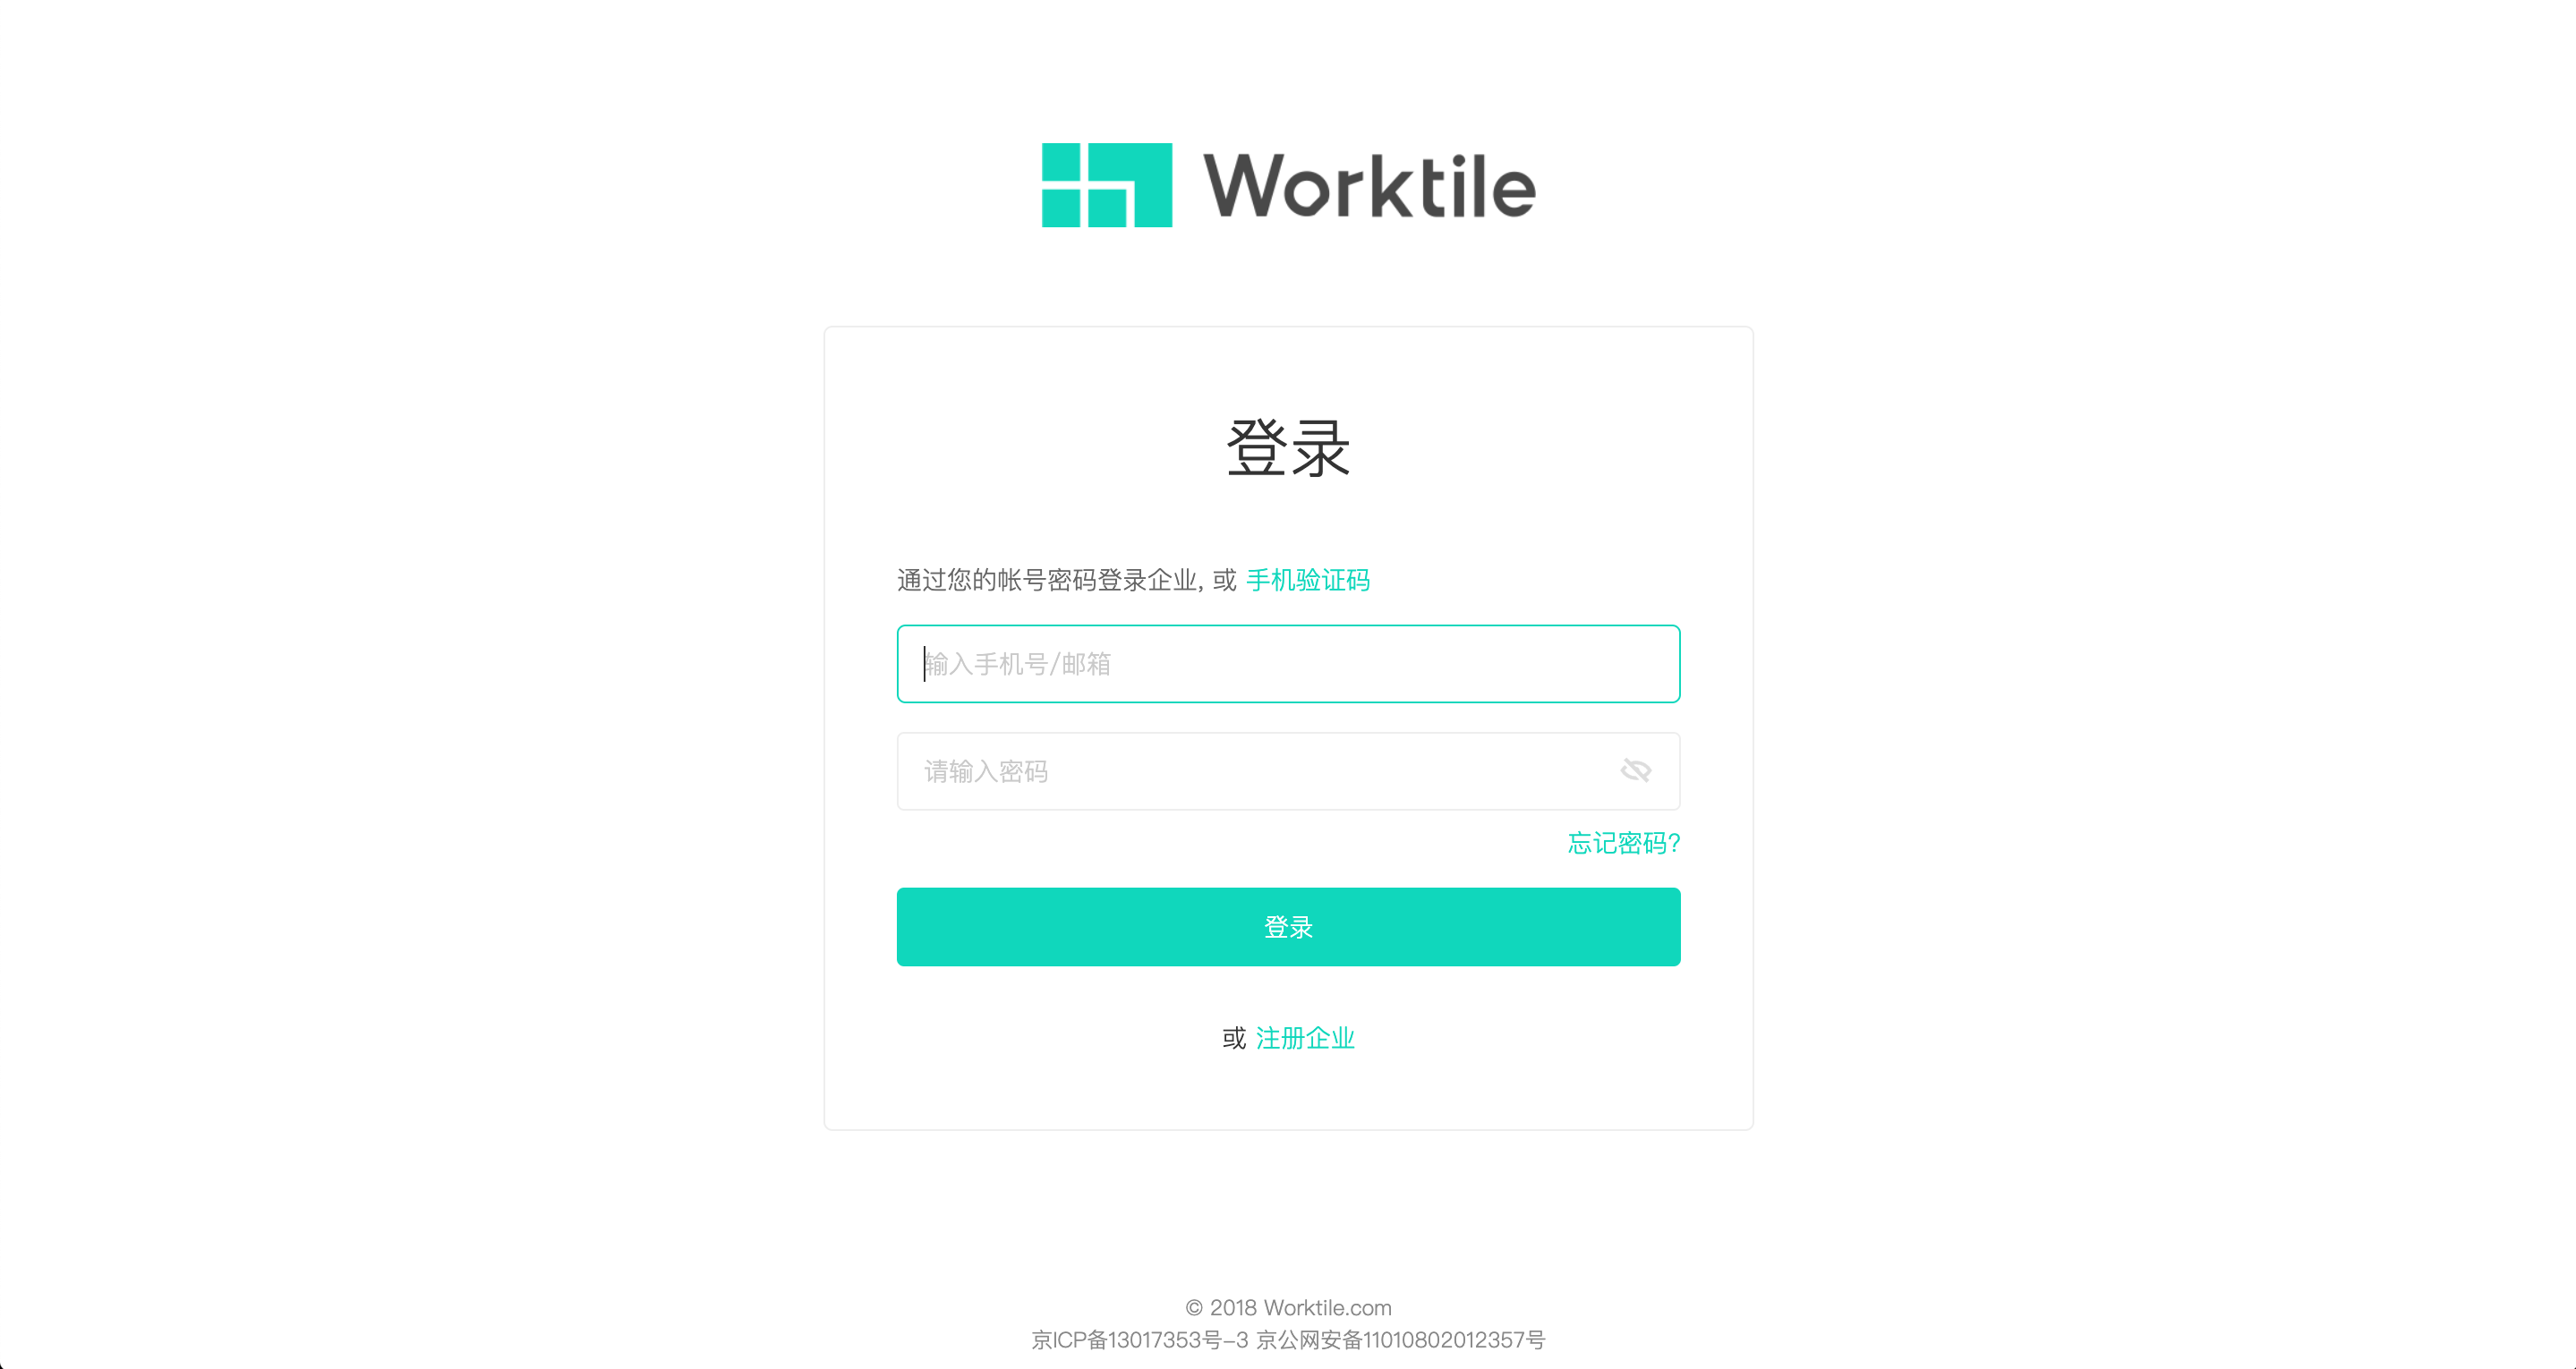 Worktile
登录
通过您的帐号密码登录企业, 或 手机验证码
输入手机号/邮箱
请输入密码
忘记密码?
登录
或 注册企业
© 2018 Worktile.com
京ICP备13017353号-3 京公网安备11010802012357号